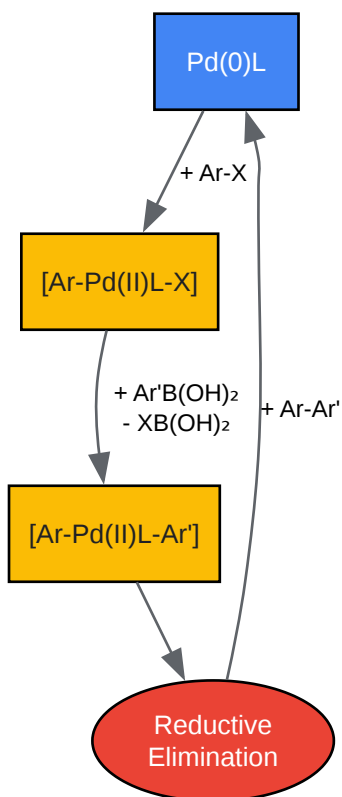 Pd(0)L
+ Ar-X
[Ar-Pd(II)L-X]
+ Ar'B(OH)₂
- XB(OH)₂
+ Ar-Ar'
[Ar-Pd(II)L-Ar']
Reductive
Elimination